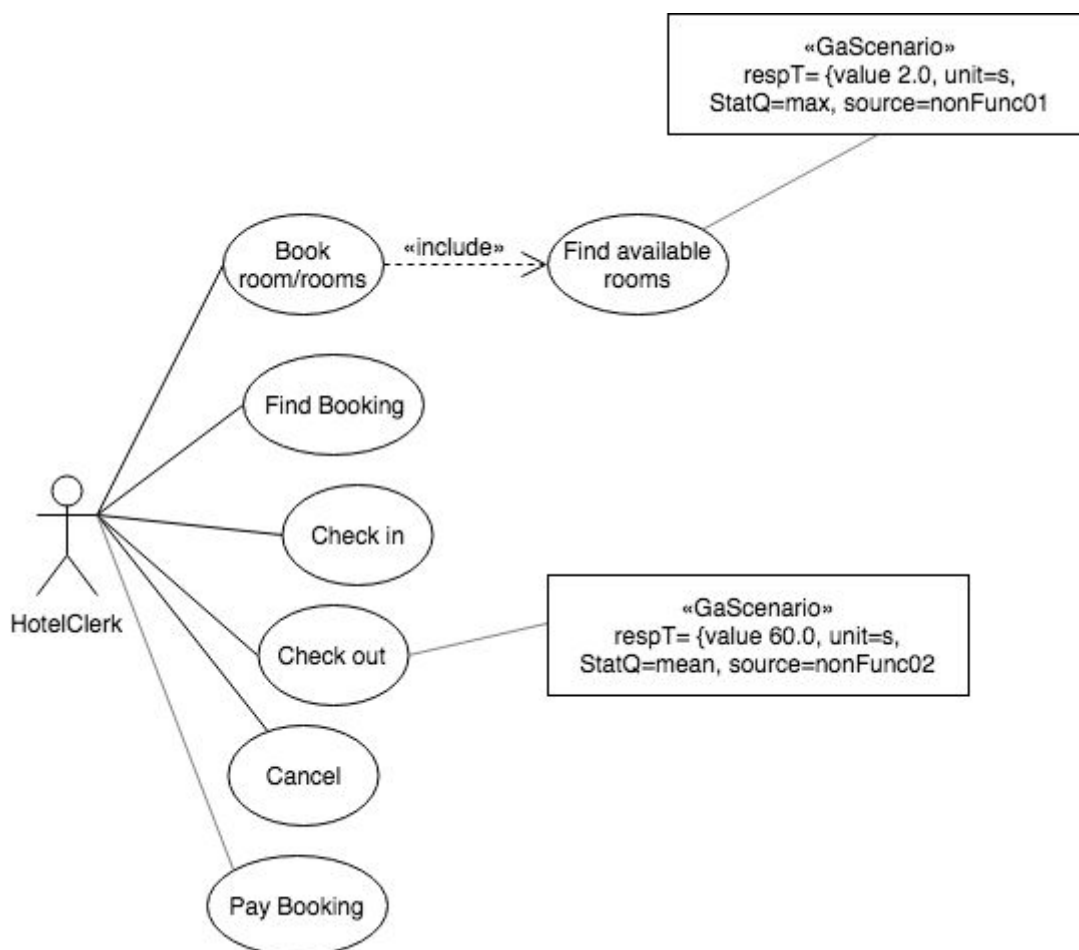 «GaScenario»
respT= {value 2.0, unit=s,
StatQ=max, source=nonFunc01
Book
room/rooms
«include»
Find available
rooms
Find Booking
Check in
HotelClerk
«GaScenario»
respT= {value 60.0, unit=s,
StatQ=mean, source=nonFunc02
Check out
Cancel
Pay Booking